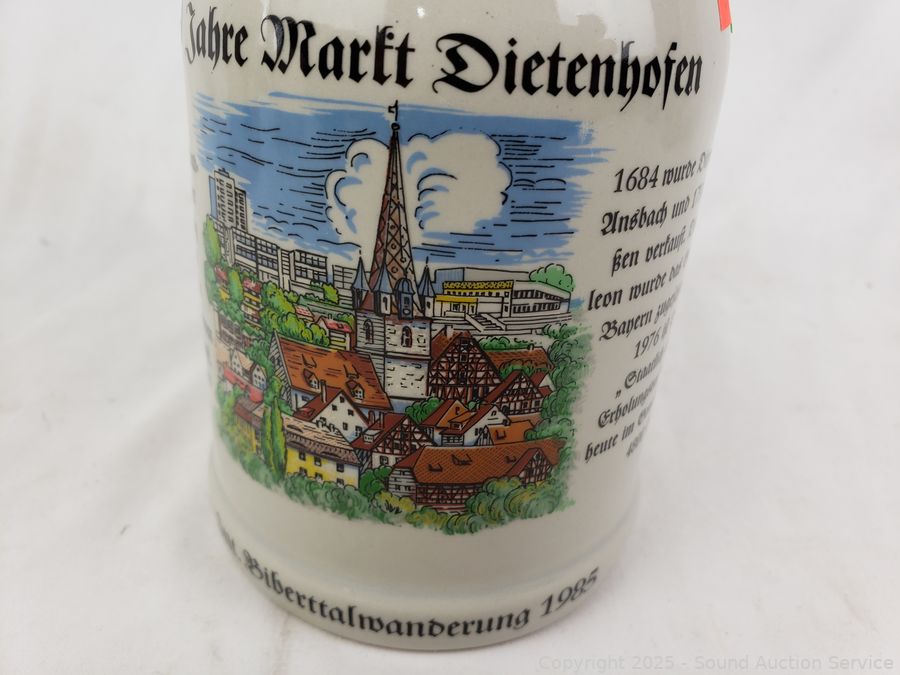 Jahre Markt Dietenhofen
1684 wurde
Ansbach und
ßen verkauft.
leon wurde das
Bayern
1976
„Staatl
Erholungs
heute im
Biberttalwanderung 1985
Copyright 2025 - Sound Auction Service